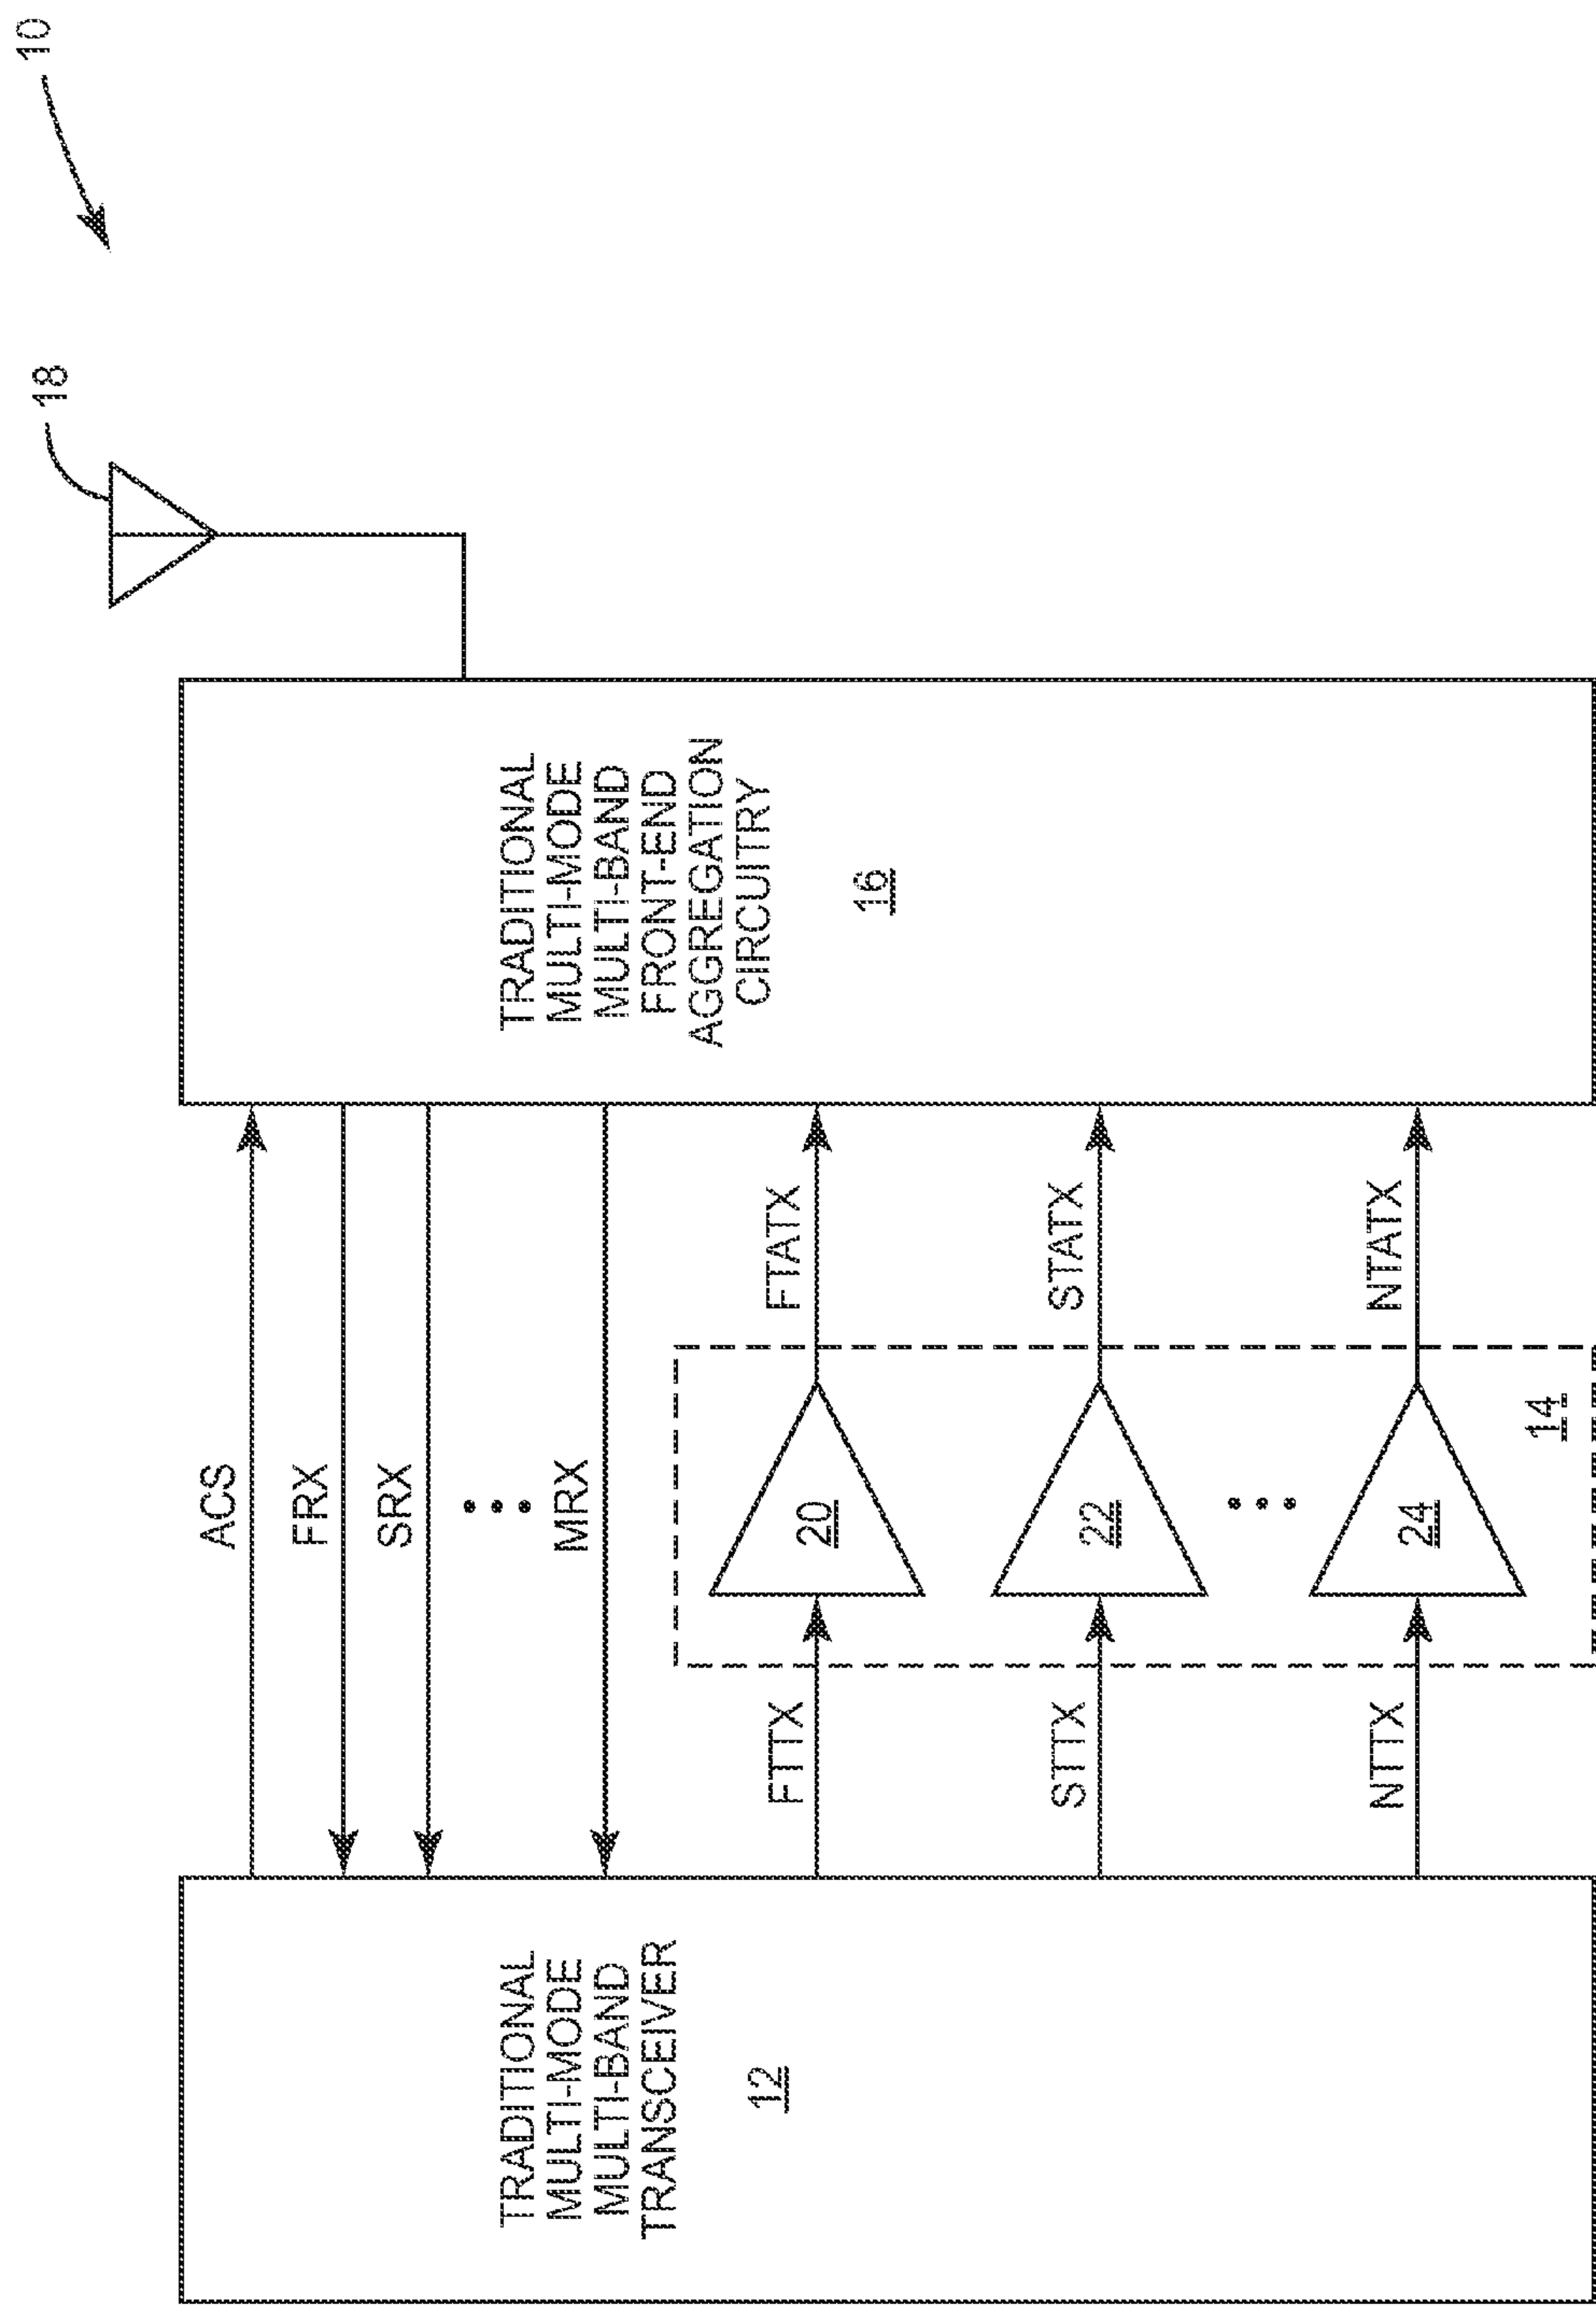 10
18
TRADITIONAL
MULTI-MODE
MULTI-BAND
TRANSCEIVER
12
ACS
FRX
SRX
MRX
FTTX
20
FTATX
STTX
22
STATX
NTTX
24
NTATX
14
TRADITIONAL
MULTI-MODE
MULTI-BAND
FRONT-END
AGGREGATION
CIRCUITRY
16